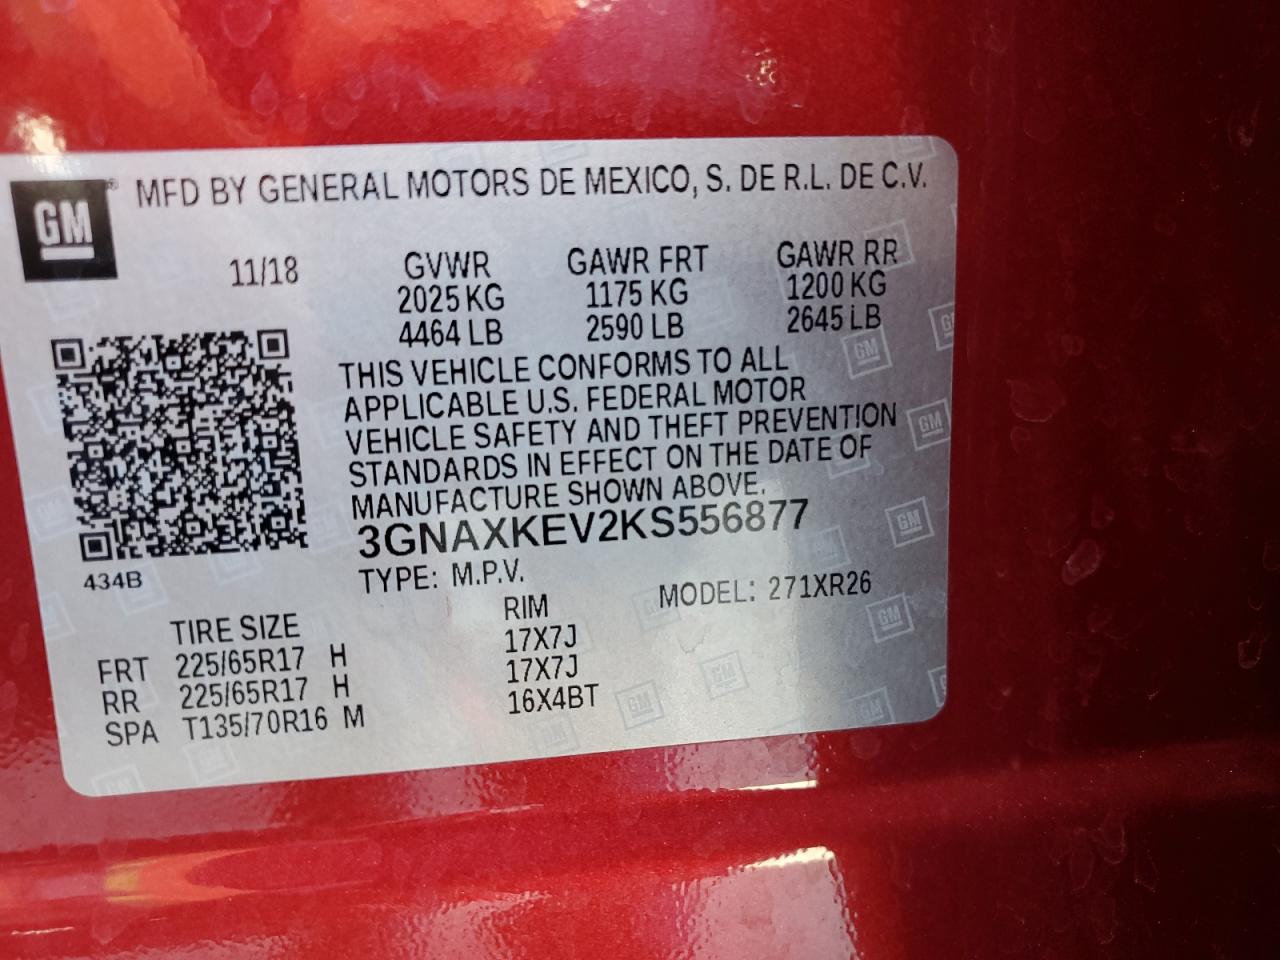 GM ® MFD BY GENERAL MOTORS DE MEXICO, S. DE R.L. DE C.V.
11/18 GVWR GAWR FRT GAWR RR
2025 KG 1175 KG 1200 KG
4464 LB 2590 LB 2645 LB
THIS VEHICLE CONFORMS TO ALL
APPLICABLE U.S. FEDERAL MOTOR
VEHICLE SAFETY AND THEFT PREVENTION
STANDARDS IN EFFECT ON THE DATE OF
MANUFACTURE SHOWN ABOVE.
3GNAXKEV2KS556877
434B
TYPE: M.P.V. MODEL: 271XR26
TIRE SIZE RIM
FRT 225/65R17 H 17X7J
RR 225/65R17 H 17X7J
SPA T135/70R16 M 16X4BT